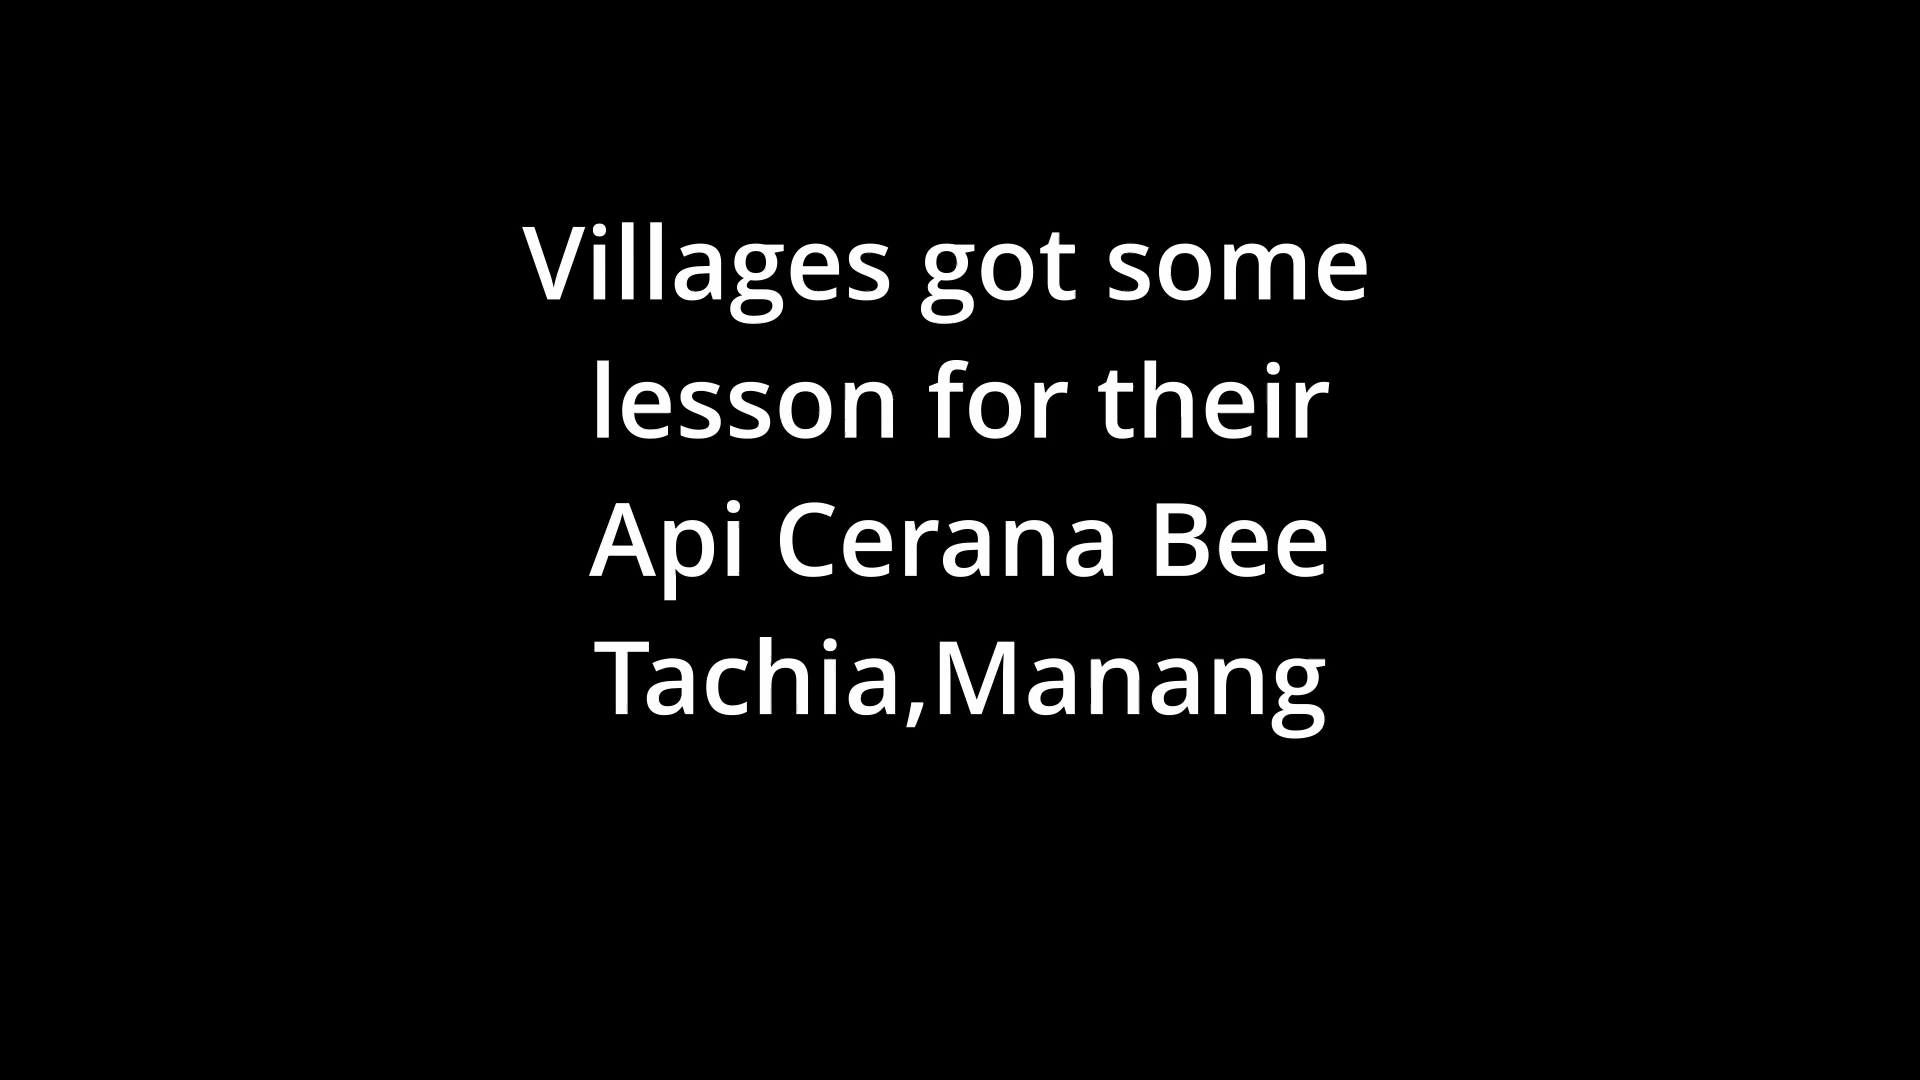 Villages got some
lesson for their
Api Cerana Bee
Tachia,Manang